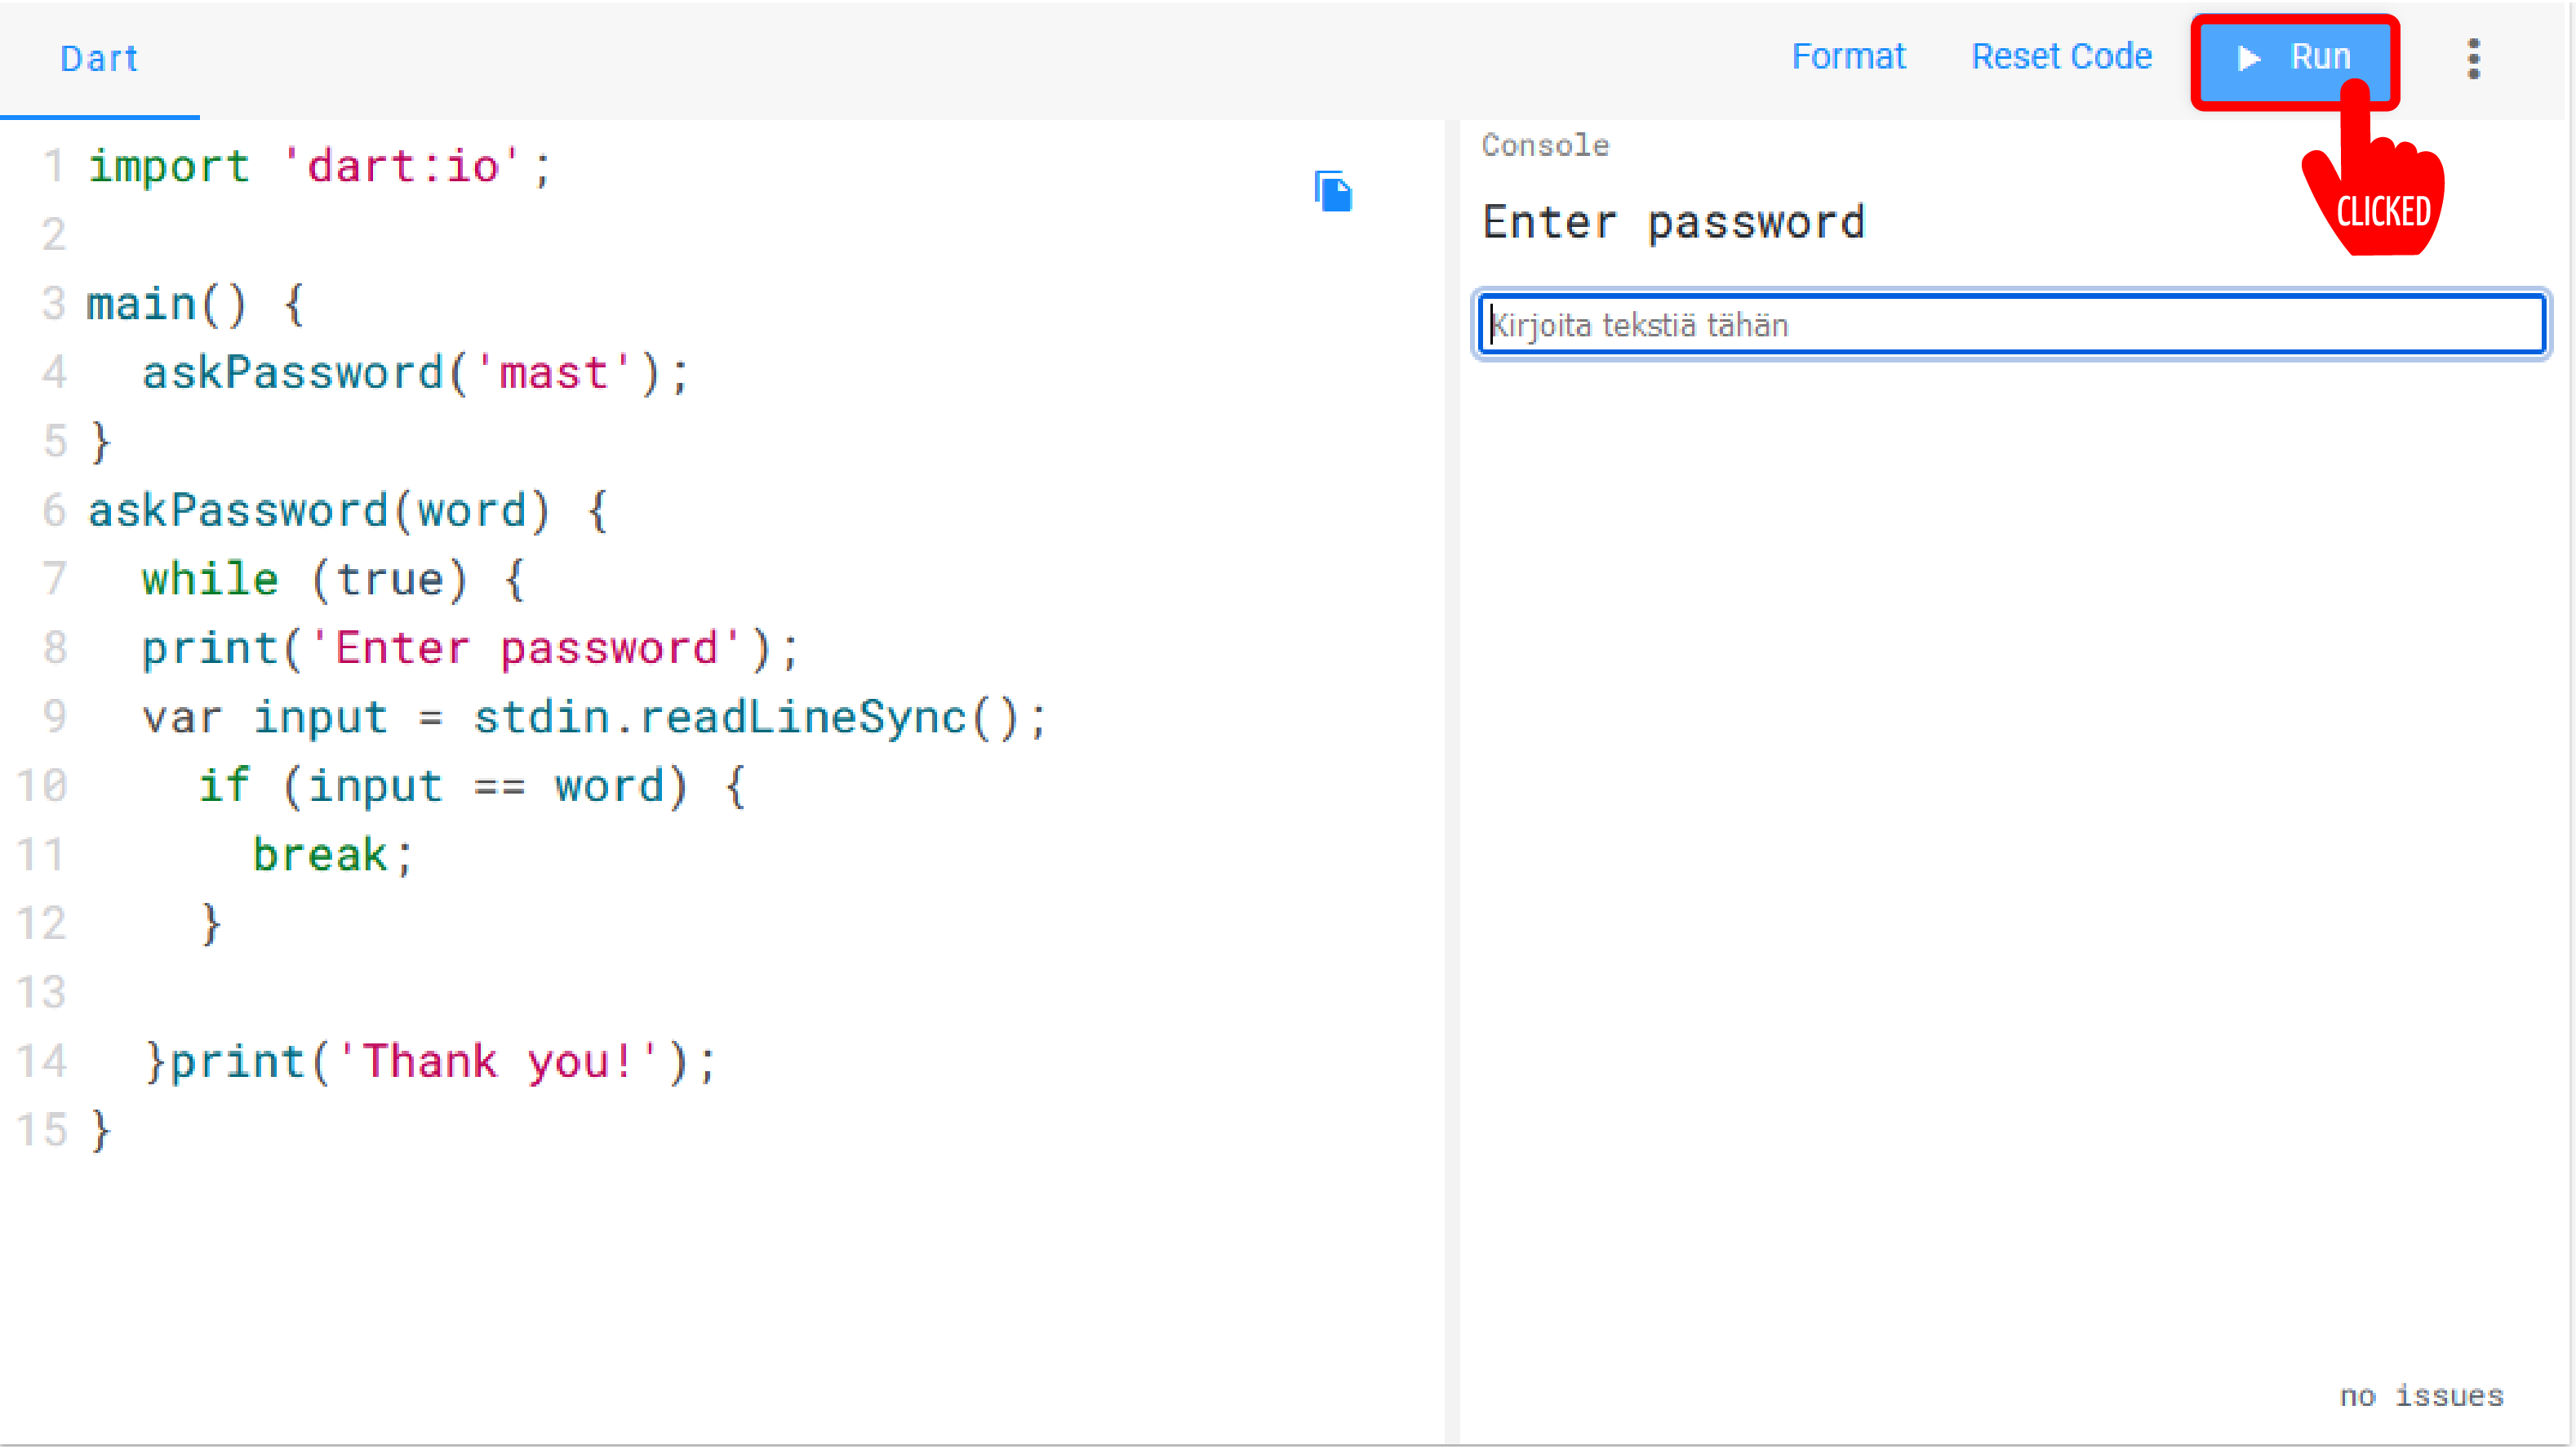 Dart
Format Reset Code Run
CLICKED
1 import 'dart:io';
2
3 main() {
4 askPassword('mast');
5 }
6 askPassword(word) {
7 while (true) {
8 print('Enter password');
9 var input = stdin.readLineSync();
10 if (input == word) {
11 break;
12 }
13
14 }print('Thank you!');
15 }
Console
Enter password
Kirjoita tekstiä tähän
no issues